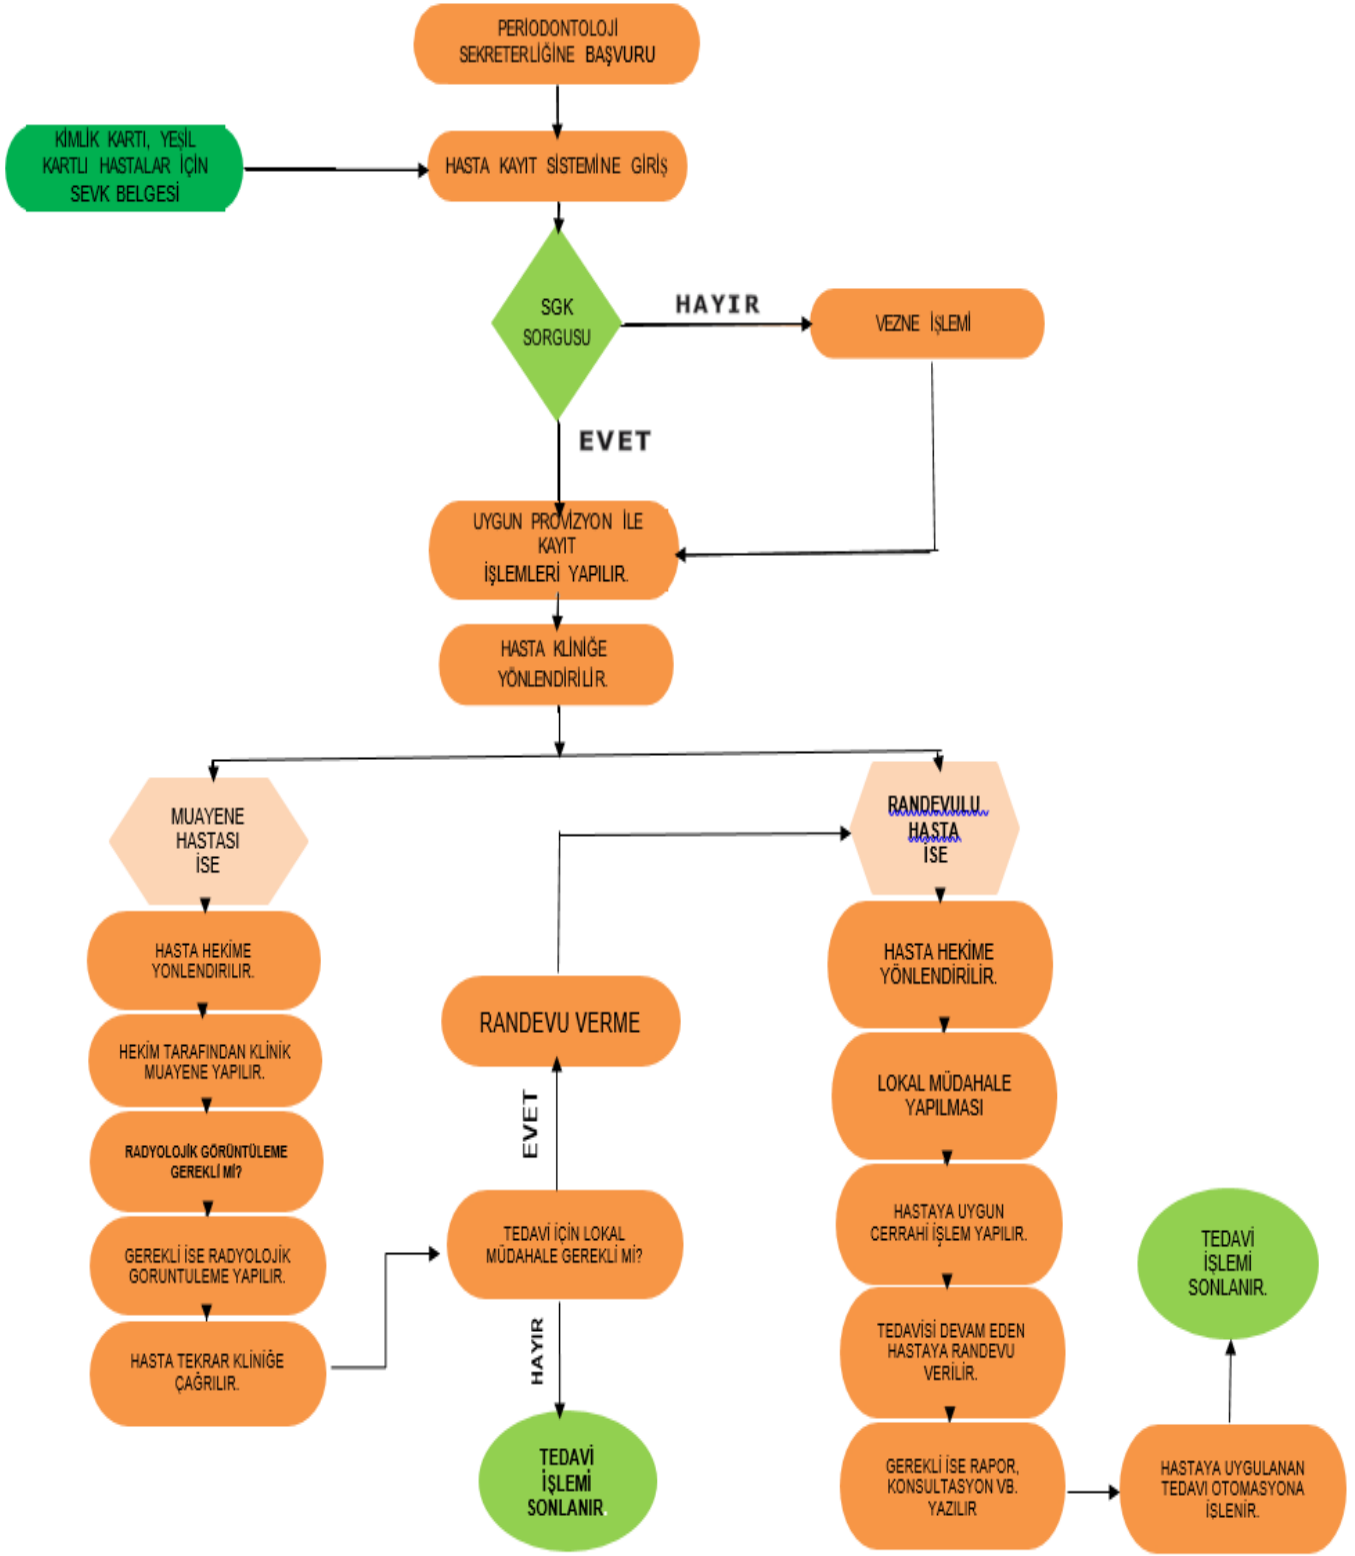 PERİODONTOLOJİ
SEKRETERLİĞİNE BAŞVURU
KİMLİK KARTI, YEŞİL
KARTLI HASTALAR İÇİN
SEVK BELGESİ
HASTA KAYIT SİSTEMİNE GİRİŞ
SGK
SORGUSU
HAYIR
VEZNE İŞLEMİ
EVET
UYGUN PROVİZYON İLE
KAYIT
İŞLEMLERİ YAPILIR.
HASTA KLİNİĞE
YÖNLENDİRİLİR.
MUAYENE
HASTASI
İSE
HASTA HEKİME
YONLENDIRILIR.
HEKİM TARAFINDAN KLİNİK
MUAYENE YAPILIR.
RADYOLOJİK GÖRÜNTÜLEME
GEREKLİ Mİ?
GEREKLİ İSE RADYOLOJİK
GORUNTULEME YAPILIR.
HASTA TEKRAR KLİNİĞE
ÇAĞRILIR.
RANDEVU VERME
EVET
TEDAVİ İÇİN LOKAL
MÜDAHALE GEREKLİ Mİ?
HAYIR
TEDAVİ
İŞLEMİ
SONLANIR.
RANDEVULU
HASTA
İSE
HASTA HEKİME
YÖNLENDİRİLİR.
LOKAL MÜDAHALE
YAPILMASI
HASTAYA UYGUN
CERRAHİ İŞLEM YAPILIR.
TEDAVİSİ DEVAM EDEN
HASTAYA RANDEVU
VERİLİR.
GEREKLİ İSE RAPOR,
KONSULTASYON VB.
YAZILIR
HASTAYA UYGULANAN
TEDAVI OTOMASYONA
İŞLENİR.
TEDAVİ
İŞLEMİ
SONLANIR.